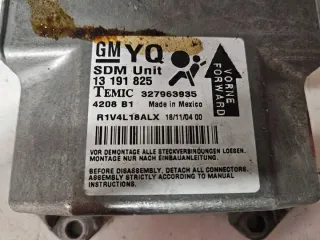 GM YQ
SDM Unit
13 191 825
TEMIC 327963935
4208 B1 Made in Mexico
R1V4L18ALX 18/11/04 00
VORNE
FORWARD
VOR DEMONTAGE ALLE STECKVERBINDUNGEN LOESEN.
MONTAGE NUR NACH EINBAUANLEITUNG.
BEFORE DISASSEMBLY, DETACH ALL CONNECTORS.
ASSEMBLE STRICTLY ACCORDING TO MANUAL.